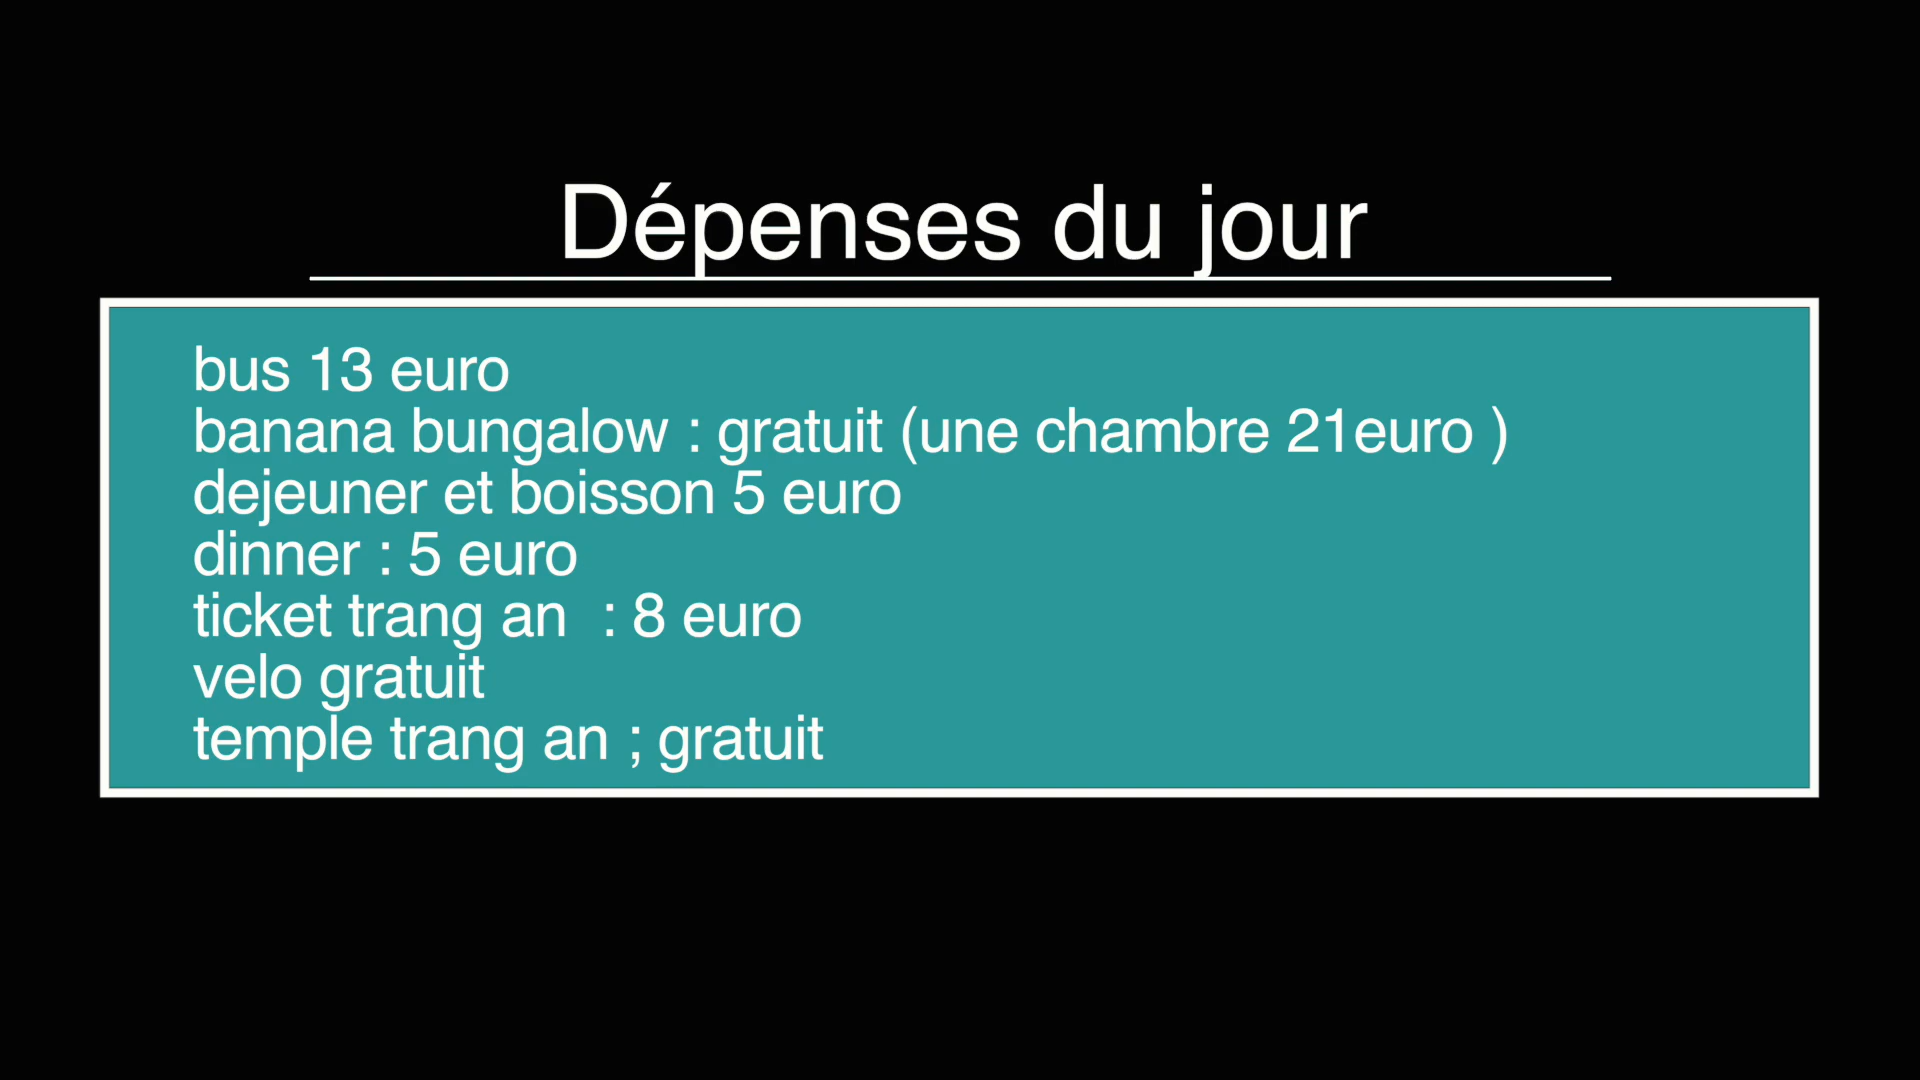 Dépenses du jour
bus 13 euro
banana bungalow : gratuit (une chambre 21euro )
dejeuner et boisson 5 euro
dinner : 5 euro
ticket trang an  : 8 euro
velo gratuit
temple trang an ; gratuit